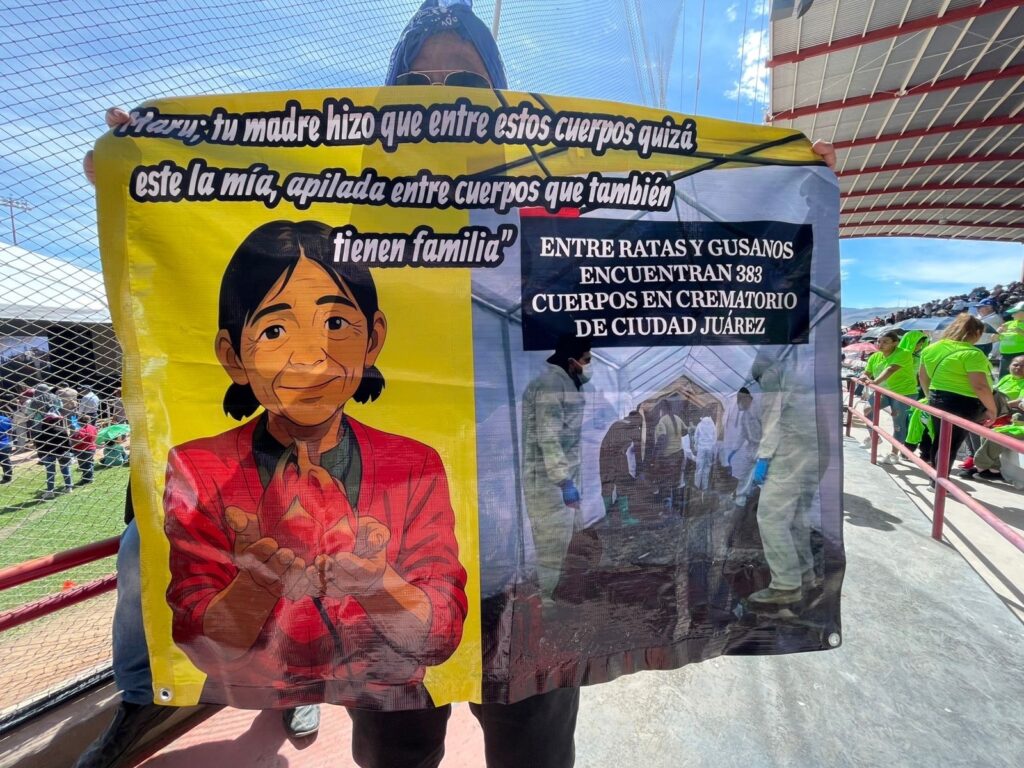 Maru; tu madre hizo que entre estos cuerpos quizá
este la mía, apilada entre cuerpos que también
tienen familia”
ENTRE RATAS Y GUSANOS
ENCUENTRAN 383
CUERPOS EN CREMATORIO
DE CIUDAD JUÁREZ